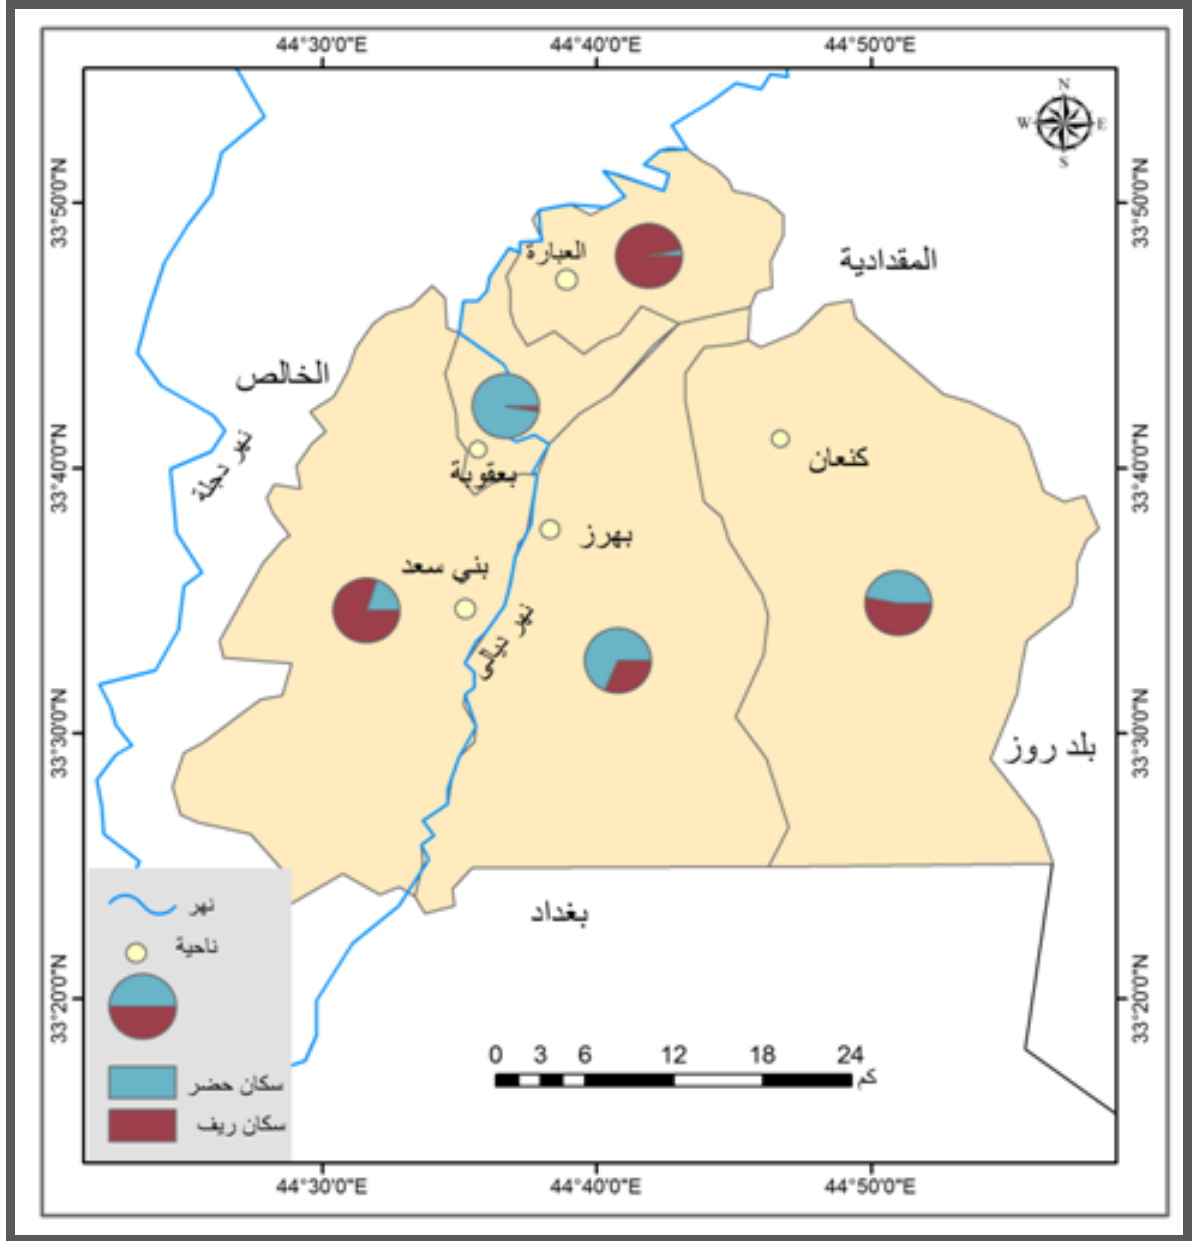 44°30'0"E 44°40'0"E 44°50'0"E
N
W E
S
33°50'0"N 33°50'0"N
العبارة
المقدادية
الخالص
33°40'0"N 33°40'0"N
نهر دجلة
بعقوبة
كنعان
بهرز
بني سعد
نهر ديالى
33°30'0"N 33°30'0"N
بلد روز
بغداد
نهر
ناحية
33°20'0"N 33°20'0"N
سكان حضر
سكان ريف
0 3 6 12 18 24
كم
44°30'0"E 44°40'0"E 44°50'0"E